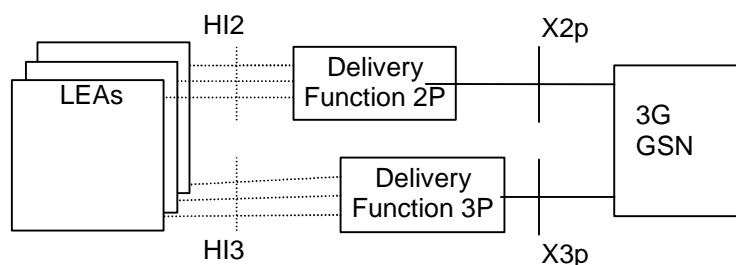 HI2
X2p
Delivery
Function 2P
LEAs
3G
GSN
Delivery
Function 3P
HI3
X3p